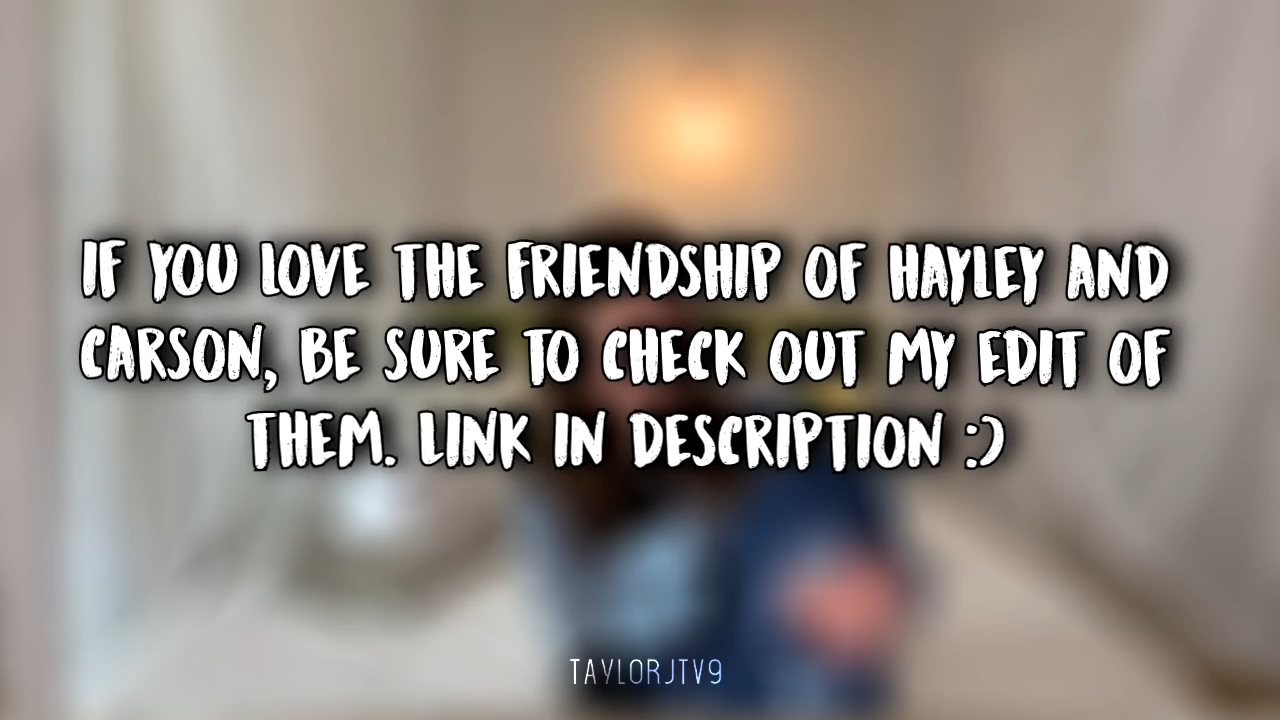 IF YOU LOVE THE FRIENDSHIP OF HAYLEY AND
CARSON, BE SURE TO CHECK OUT MY EDIT OF
THEM. LINK IN DESCRIPTION :)
TAYLORJTV9